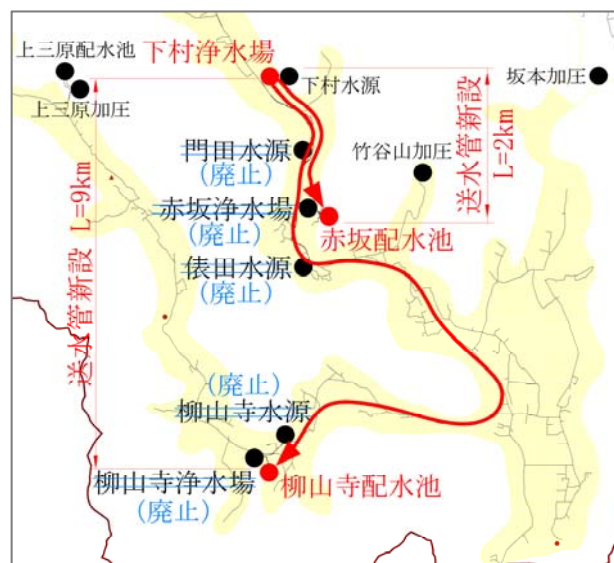 上三原配水池
下村浄水場
上三原加圧
下村水源
坂本加圧
門田水源
(廃止)
竹谷山加圧
送水管新設
L=2km
赤坂浄水場
(廃止)
赤坂配水池
俵田水源
(廃止)
送水管新設 L=9km
(廃止)
柳山寺水源
柳山寺浄水場
(廃止)
柳山寺配水池